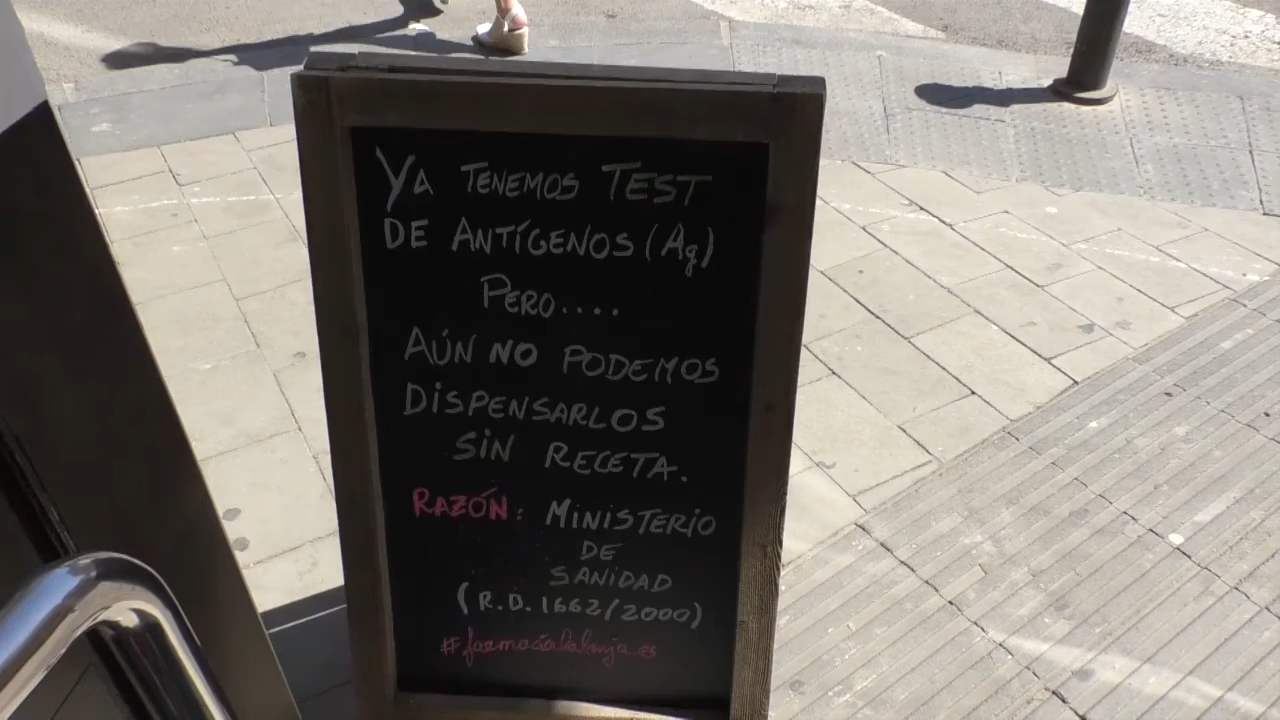 YA TENEMOS TEST
DE ANTÍGENOS (Ag)
PERO....
AÚN NO PODEMOS
DISPENSARLOS
SIN RECETA.
RAZÓN: MINISTERIO
DE
SANIDAD
(R.D. 1662/2000)